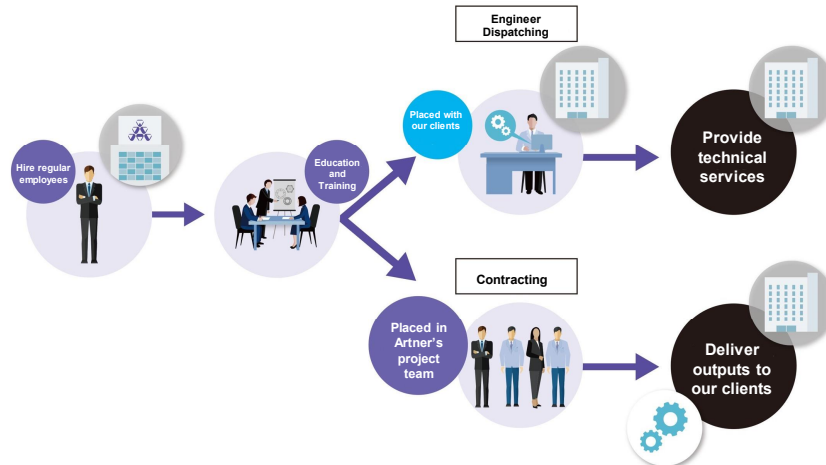 Hire regular
employees
Education
and
Training
Engineer
Dispatching
Placed with
our clients
Provide
technical
services
Contracting
Placed in
Artner's
project
team
Deliver
outputs to
our clients